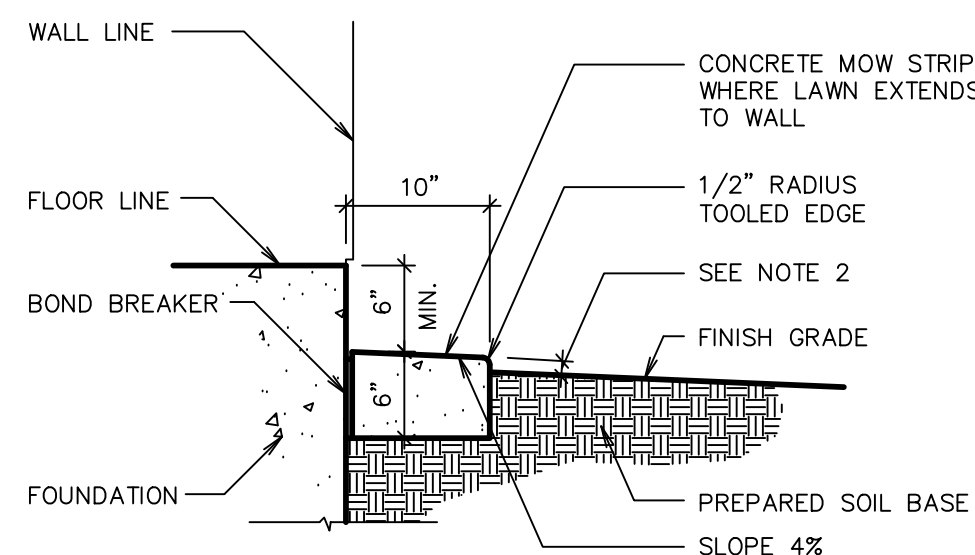 WALL LINE
CONCRETE MOW STRIP
WHERE LAWN EXTENDS
TO WALL
10”
1/2” RADIUS
TOOLED EDGE
FLOOR LINE
SEE NOTE 2
BOND BREAKER
6”
MIN.
FINISH GRADE
6”
FOUNDATION
PREPARED SOIL BASE
SLOPE 4%